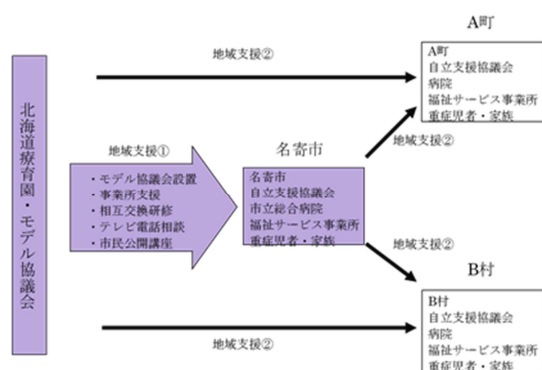 A町
地域支援②
A町
自立支援協議会
病院
福祉サービス事業所
重症児者・家族
北海道療育園・モデル協議会
地域支援①
・モデル協議会設置
・事業所支援
・相互交換研修
・テレビ電話相談
・市民公開講座
名寄市
名寄市
自立支援協議会
市立総合病院
福祉サービス事業所
重症児者・家族
地域支援②
地域支援②
B村
B村
自立支援協議会
病院
福祉サービス事業所
重症児者・家族
地域支援②